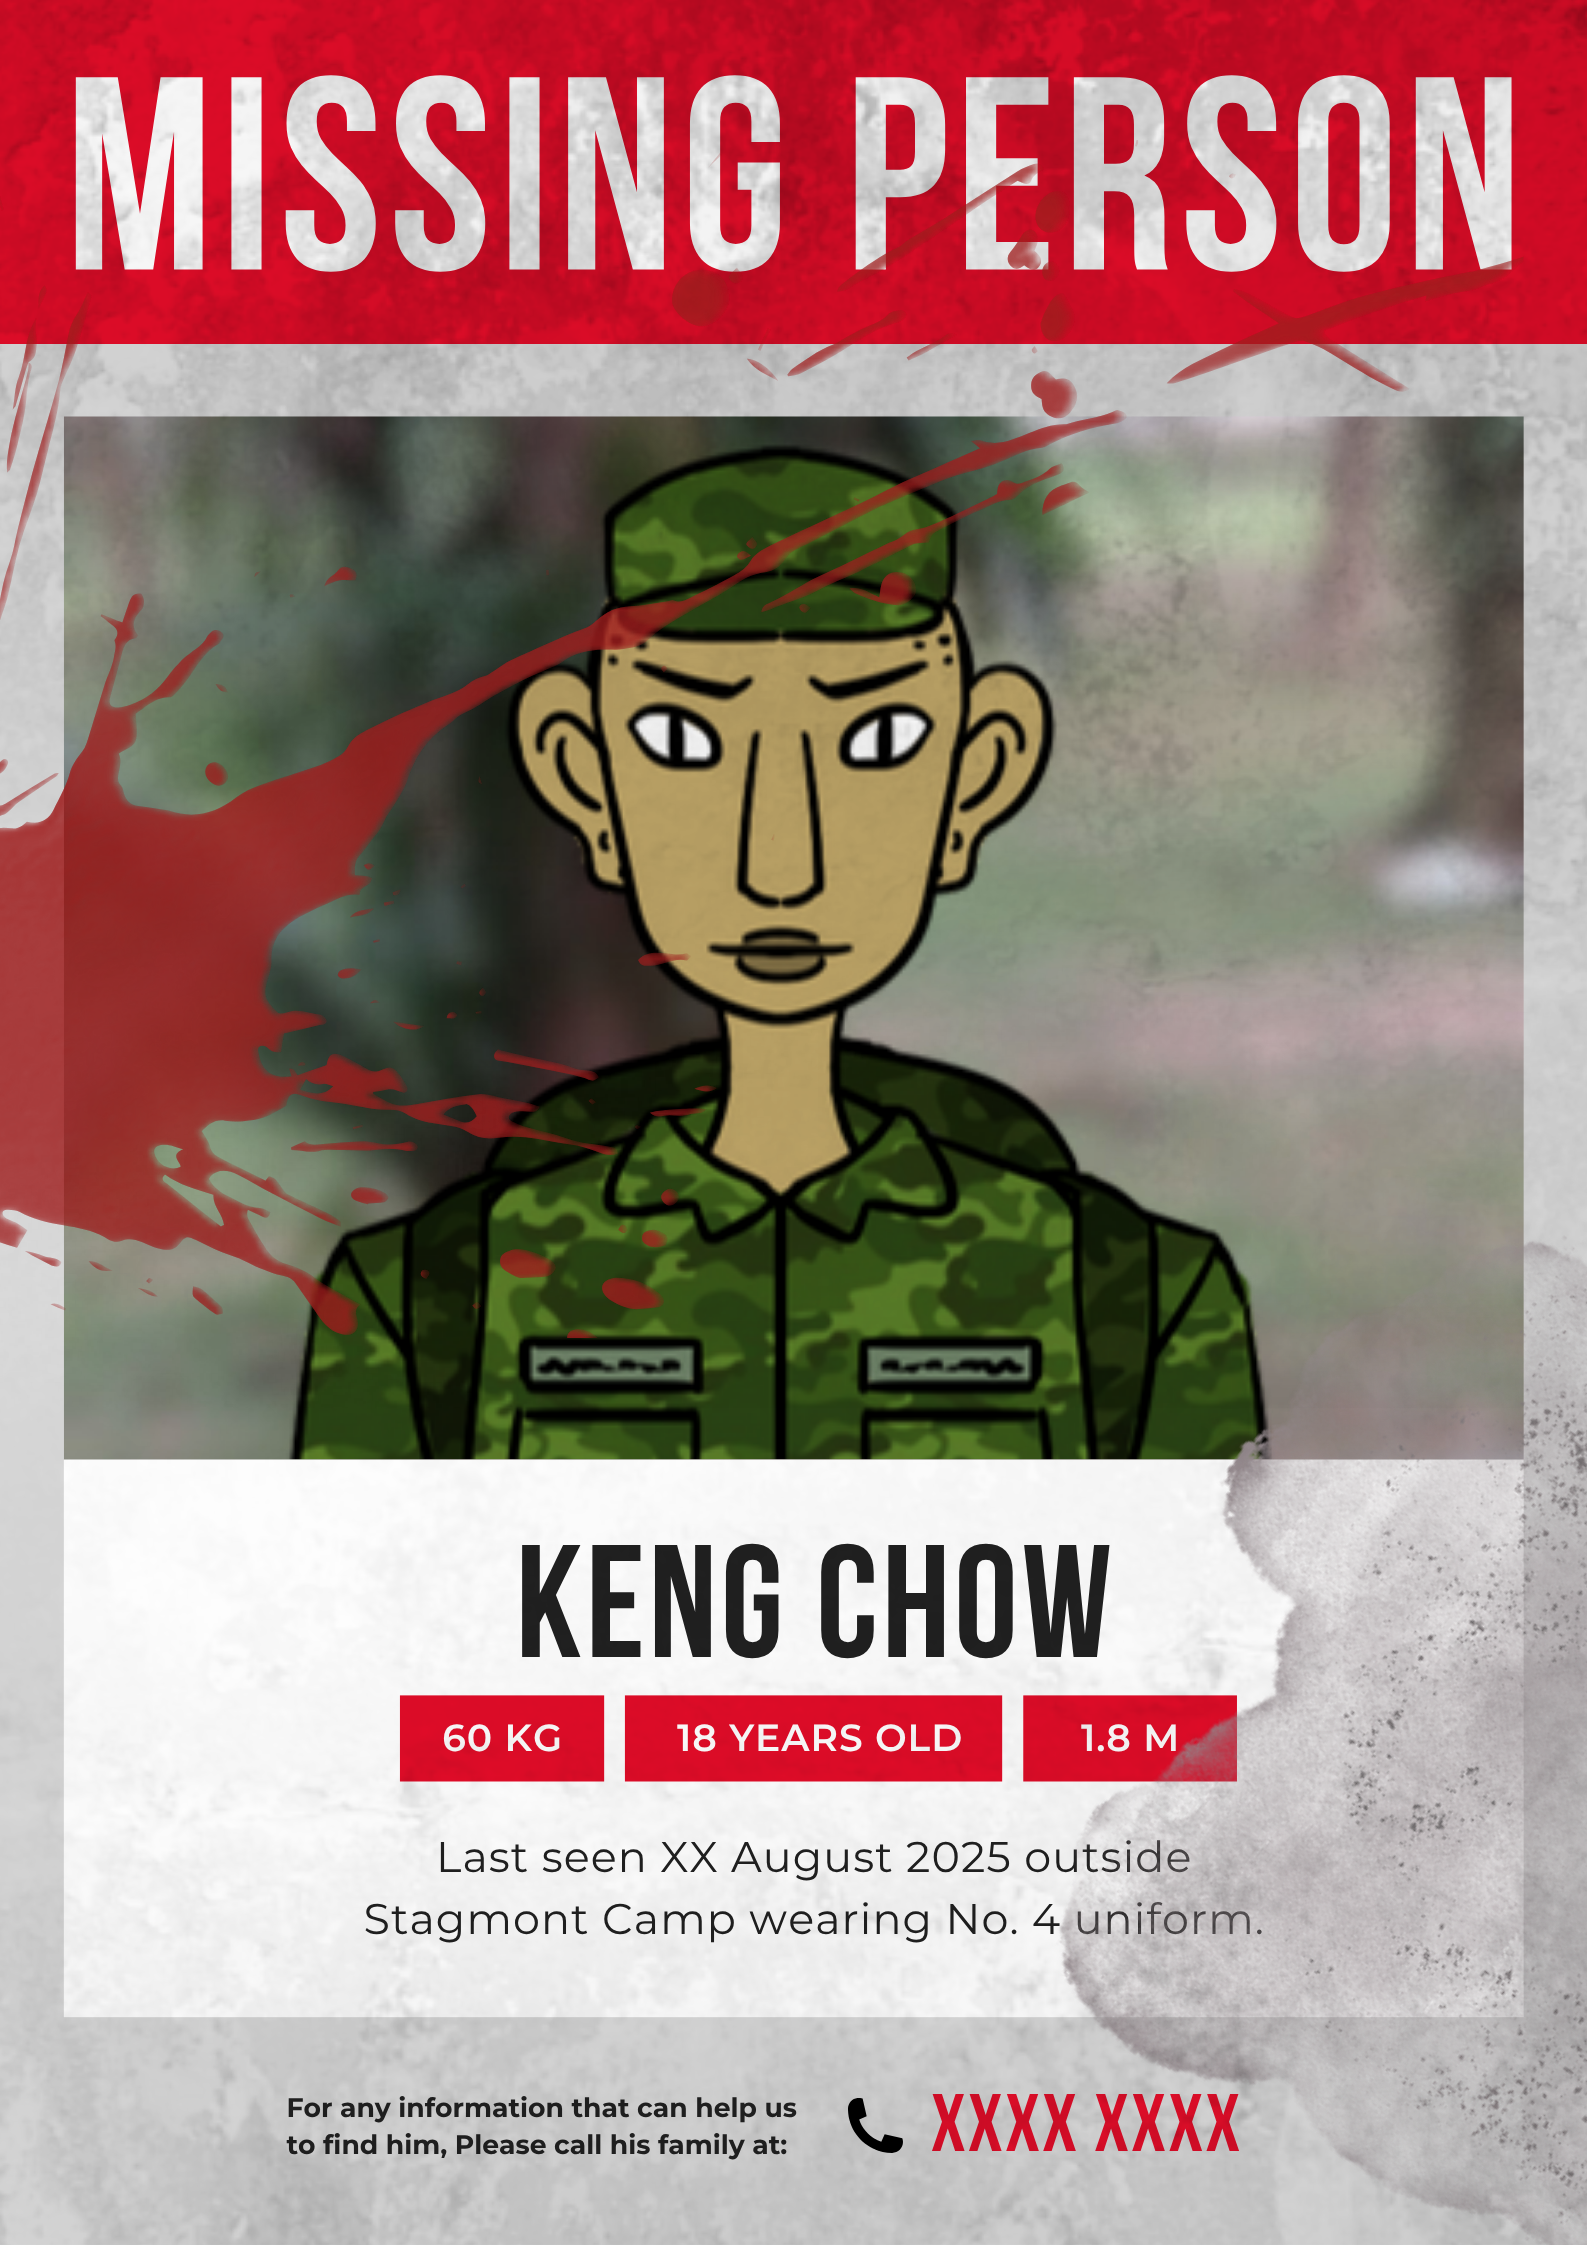 MISSING PERSON
KENG CHOW
60 KG
18 YEARS OLD
1.8 M
Last seen XX August 2025 outside
Stagmont Camp wearing No. 4 uniform.
For any information that can help us
to find him, Please call his family at:
XXXX XXXX